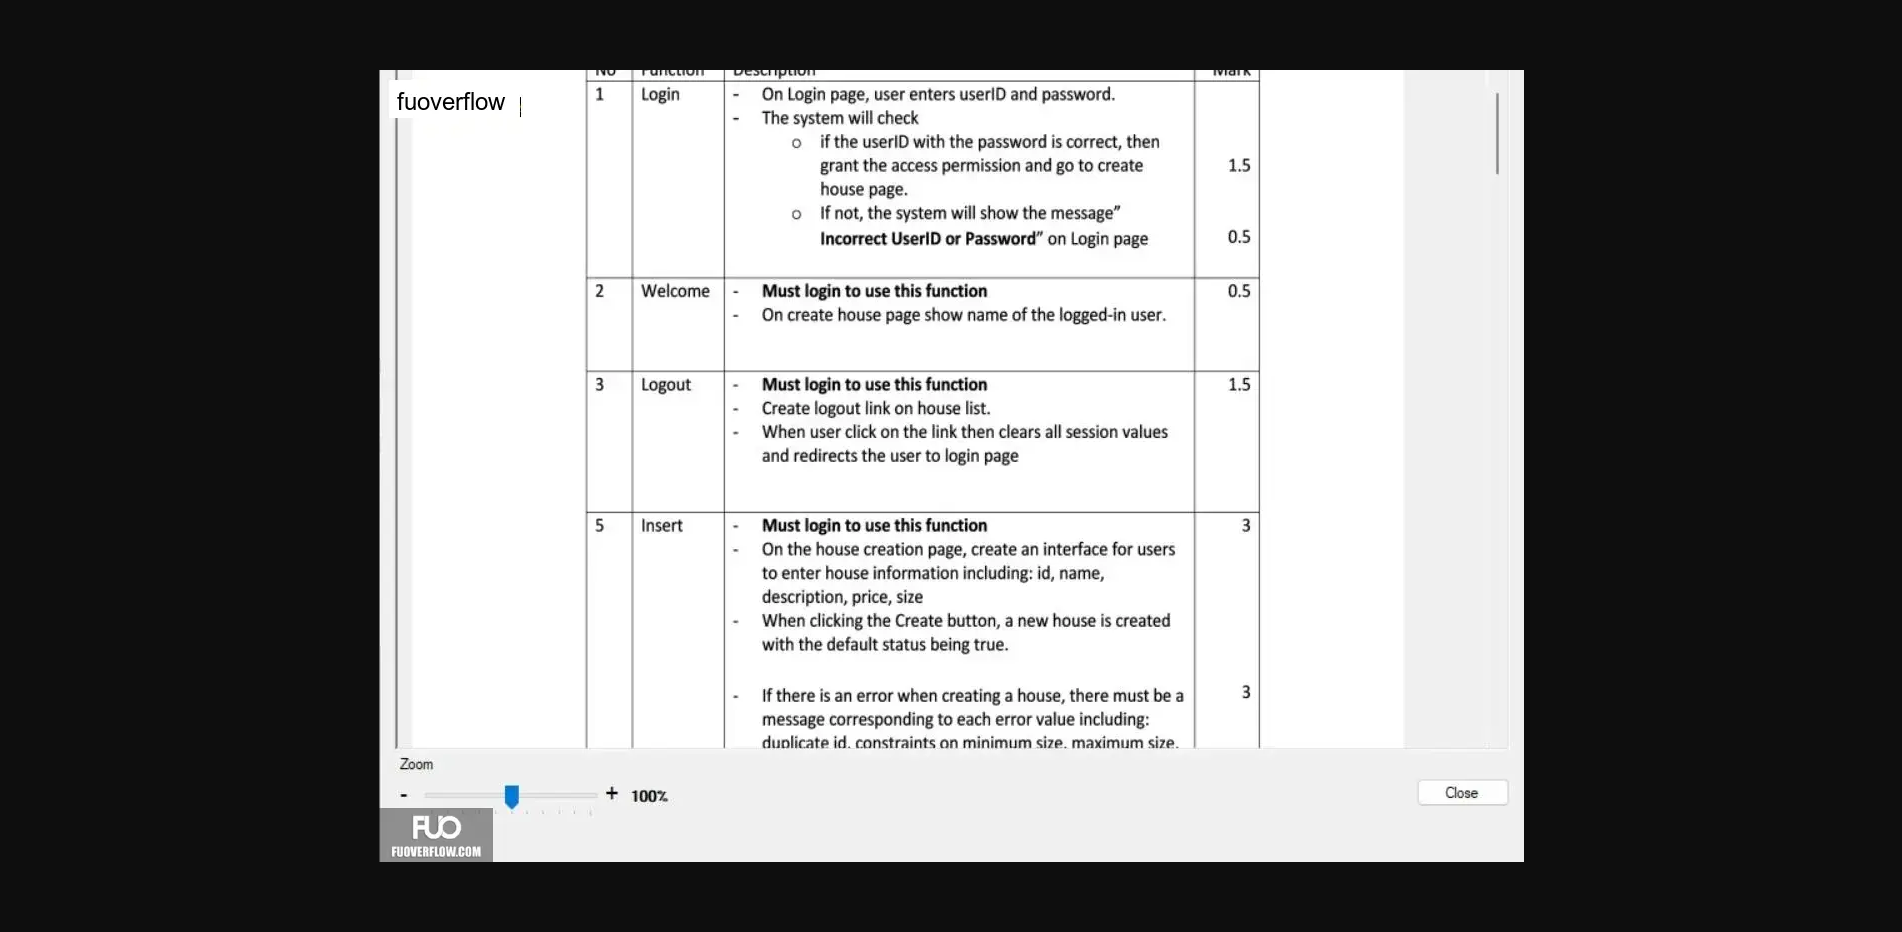 No Function Description Mark
fuoverflow
1 Login - On Login page, user enters userID and password.
- The system will check
o if the userID with the password is correct, then
grant the access permission and go to create 1.5
house page.
o If not, the system will show the message”
Incorrect UserID or Password” on Login page 0.5
2 Welcome - Must login to use this function 0.5
- On create house page show name of the logged-in user.
3 Logout - Must login to use this function 1.5
- Create logout link on house list.
- When user click on the link then clears all session values
and redirects the user to login page
5 Insert - Must login to use this function 3
- On the house creation page, create an interface for users
to enter house information including: id, name,
description, price, size
- When clicking the Create button, a new house is created
with the default status being true.
- If there is an error when creating a house, there must be a 3
message corresponding to each error value including:
duplicate id, constraints on minimum size, maximum size,
Zoom
- + 100%
Close
FUO
FUOVERFLOW.COM